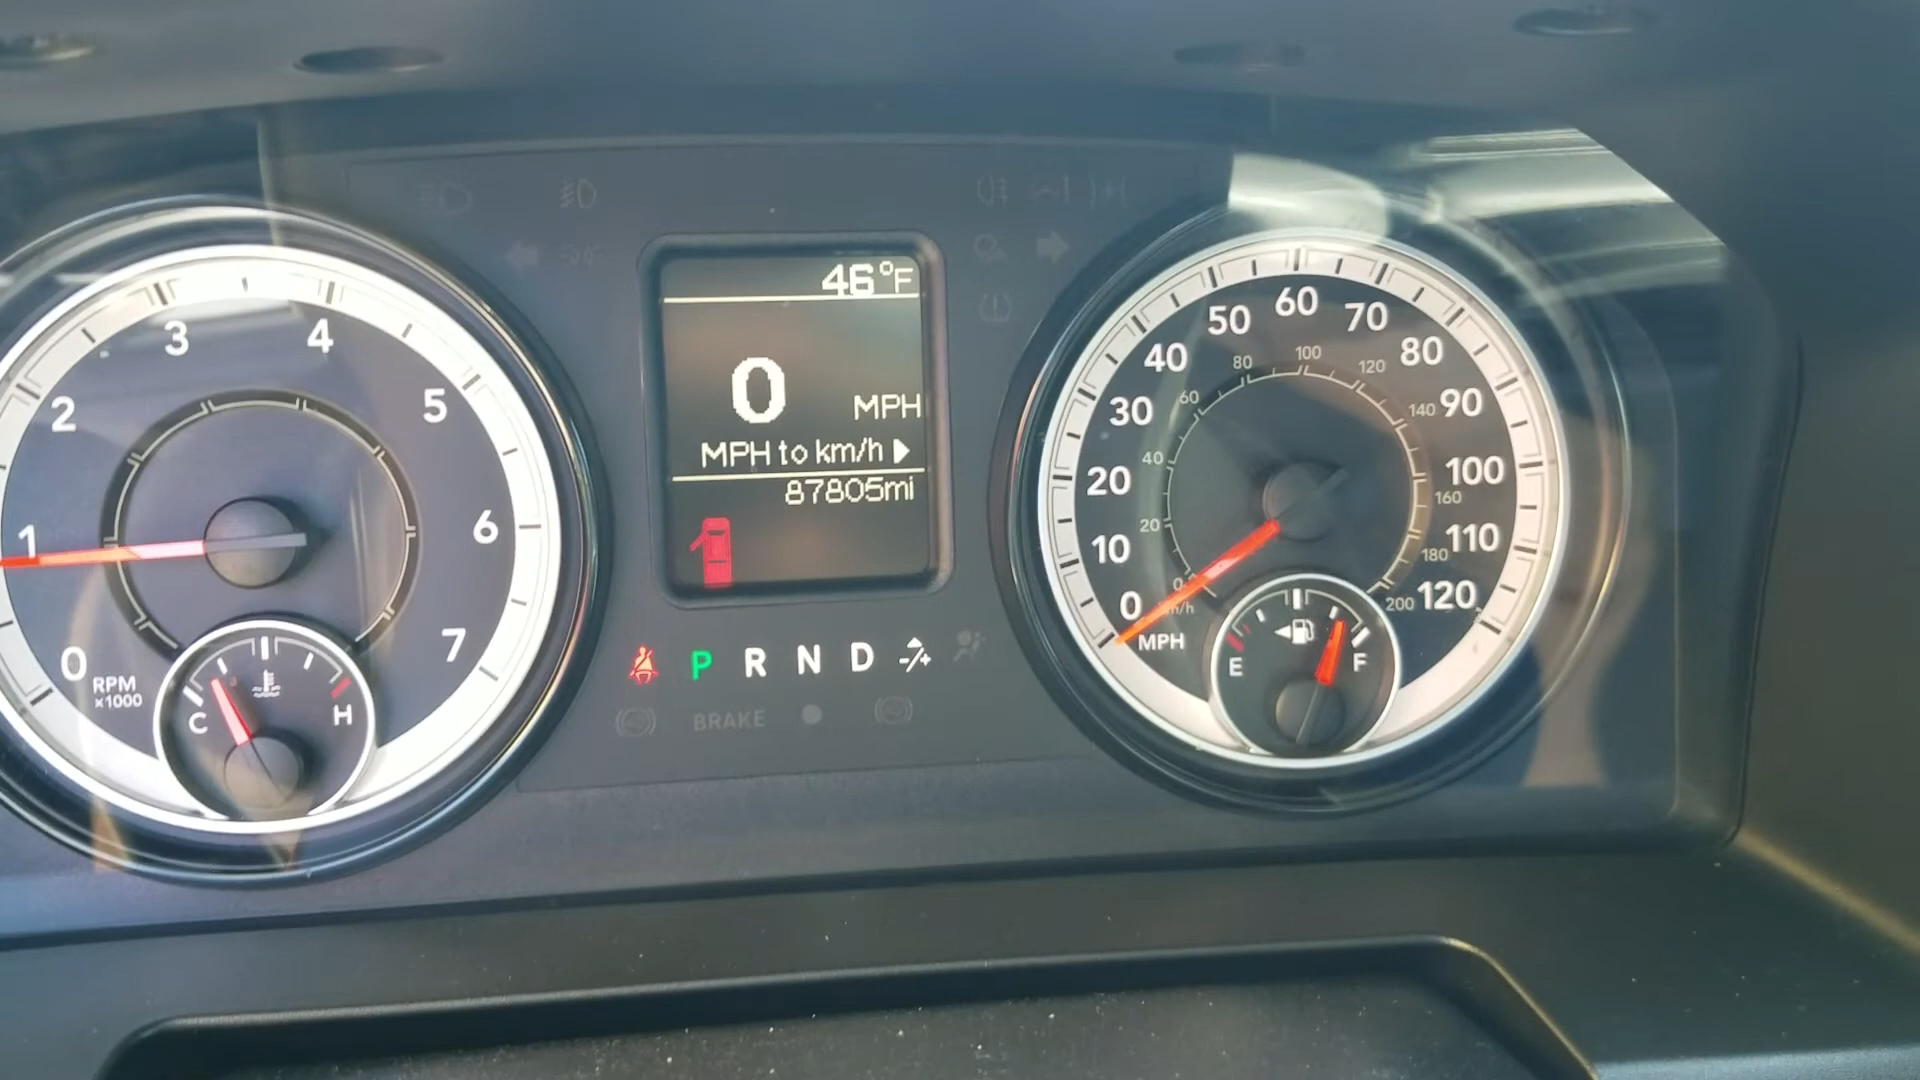 46°F
0 MPH
MPH to km/h
87805mi
0 1 2 3 4 5 6 7
RPM
x1000
C H
P R N D -/+
BRAKE
0 10 20 30 40 50 60 70 80 90 100 110 120
0 20 40 60 80 100 120 140 160 180 200
km/h
MPH
E F